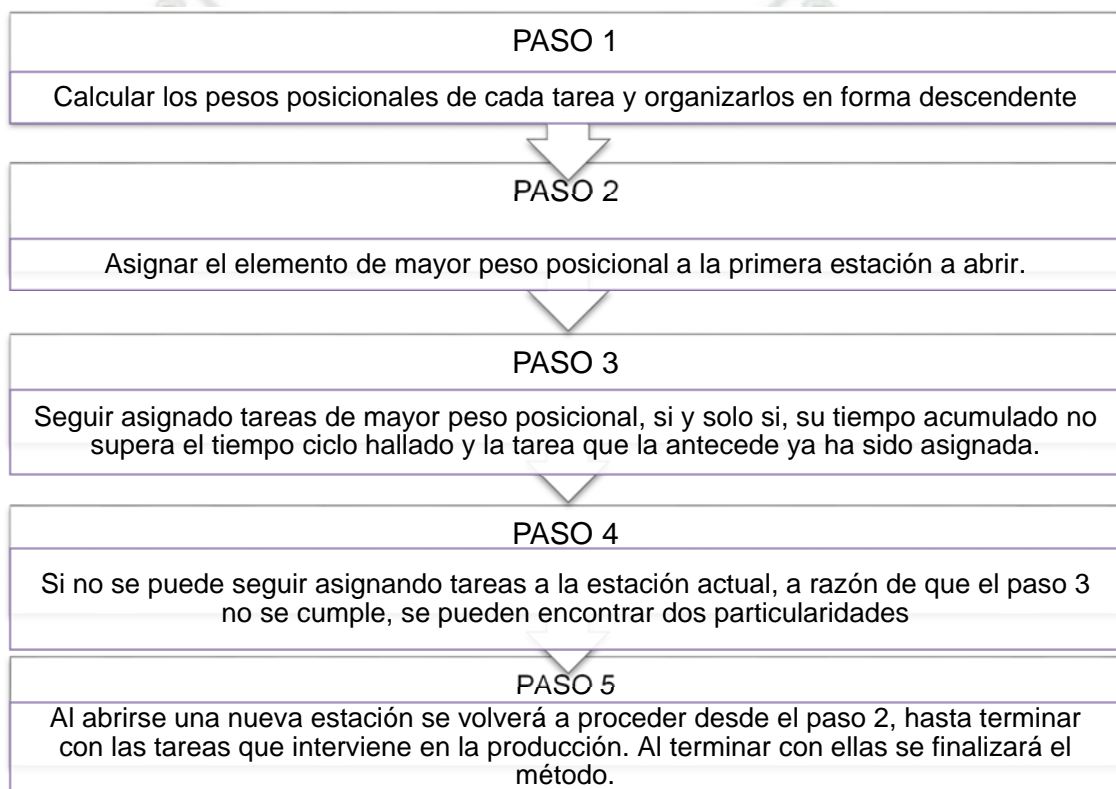 PASO 1
Calcular los pesos posicionales de cada tarea y organizarlos en forma descendente
PASO 2
Asignar el elemento de mayor peso posicional a la primera estación a abrir.
PASO 3
Seguir asignado tareas de mayor peso posicional, si y solo si, su tiempo acumulado no
supera el tiempo ciclo hallado y la tarea que la antecede ya ha sido asignada.
PASO 4
Si no se puede seguir asignando tareas a la estación actual, a razón de que el paso 3
no se cumple, se pueden encontrar dos particularidades
PASO 5
Al abrirse una nueva estación se volverá a proceder desde el paso 2, hasta terminar
con las tareas que interviene en la producción. Al terminar con ellas se finalizará el
método.